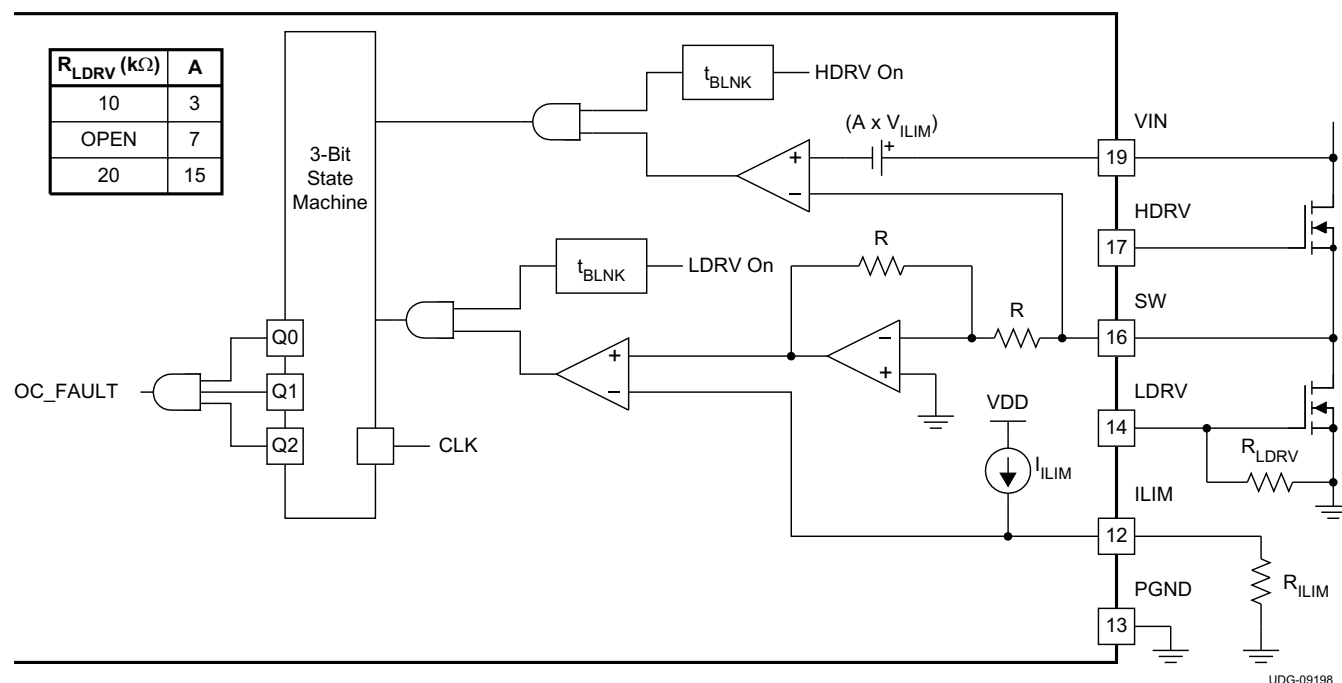 R_LDRV (kΩ) A
10 3
OPEN 7
20 15
3-Bit
State
Machine
t_BLNK
HDRV On
(A x V_ILIM)
+
+
−
VIN
19
HDRV
17
t_BLNK
LDRV On
R
R
SW
16
−
+
+
−
Q0
Q1
Q2
OC_FAULT
CLK
VDD
I_ILIM
LDRV
14
R_LDRV
ILIM
12
R_ILIM
PGND
13
UDG-09198